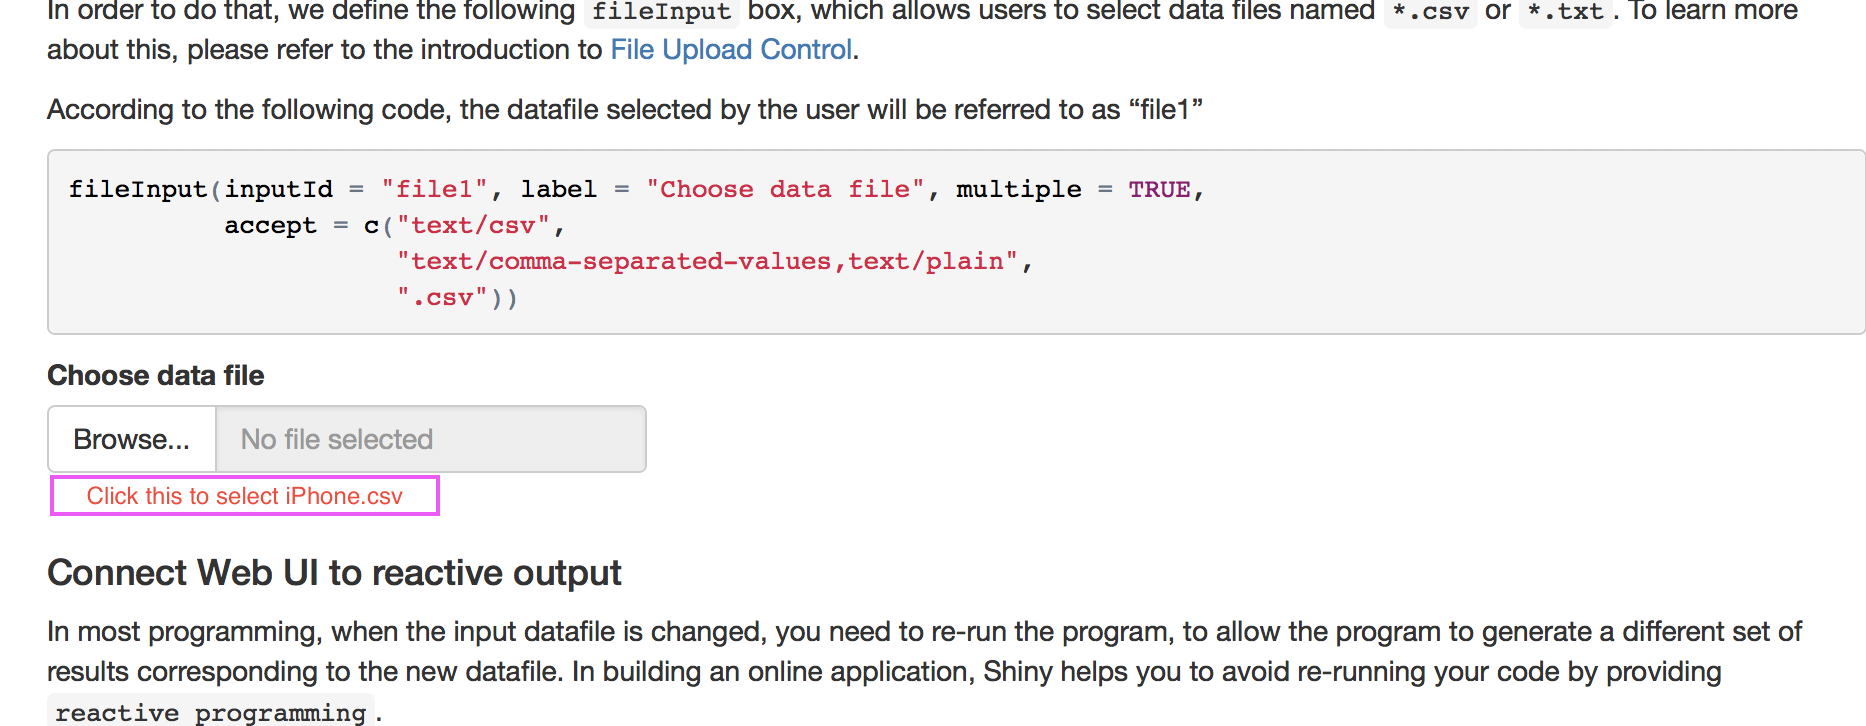 In order to do that, we define the following fileInput box, which allows users to select data files named *.csv or *.txt. To learn more
about this, please refer to the introduction to File Upload Control.
According to the following code, the datafile selected by the user will be referred to as “file1”
fileInput(inputId = "file1", label = "Choose data file", multiple = TRUE,
          accept = c("text/csv",
                     "text/comma-separated-values,text/plain",
                     ".csv"))
Choose data file
Browse... No file selected
Click this to select iPhone.csv
Connect Web UI to reactive output
In most programming, when the input datafile is changed, you need to re-run the program, to allow the program to generate a different set of
results corresponding to the new datafile. In building an online application, Shiny helps you to avoid re-running your code by providing
reactive programming.